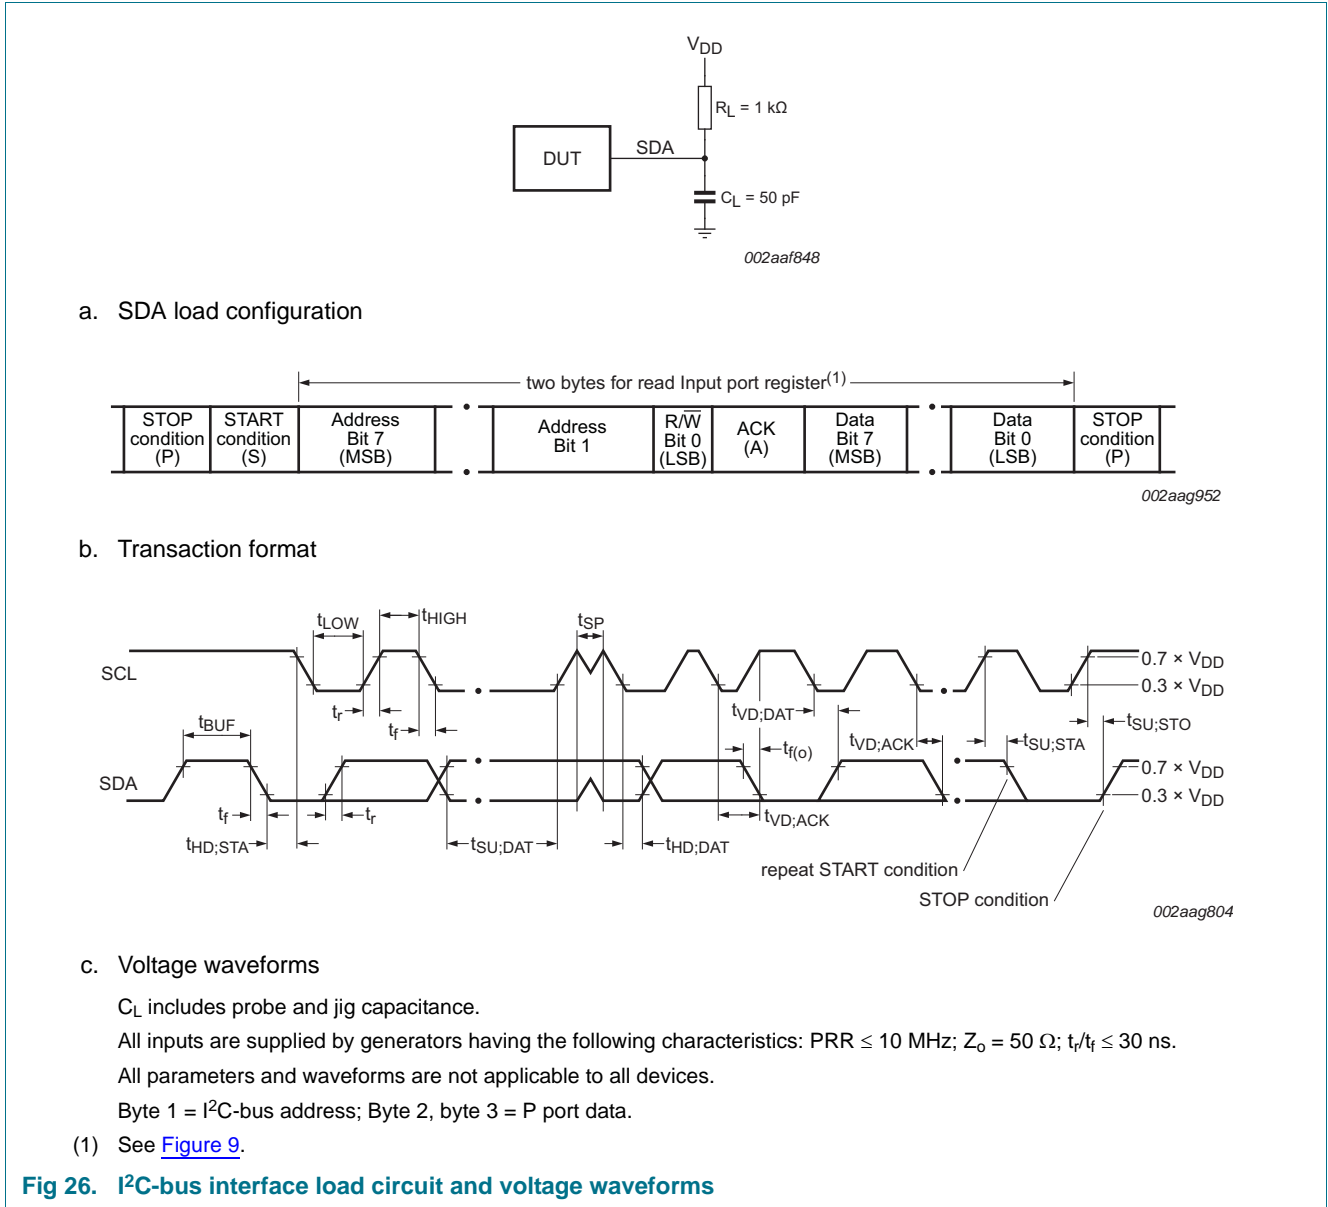 VDD
RL = 1 kΩ
DUT
SDA
CL = 50 pF
002aaf848
a. SDA load configuration
two bytes for read Input port register(1)
STOP condition (P)
START condition (S)
Address Bit 7 (MSB)
Address Bit 1
R/W̅ Bit 0 (LSB)
ACK (A)
Data Bit 7 (MSB)
Data Bit 0 (LSB)
STOP condition (P)
002aag952
b. Transaction format
tLOW
tHIGH
tSP
SCL
0.7 × VDD
0.3 × VDD
tr
tf
tBUF
tVD;DAT
tSU;STO
tf(o)
tVD;ACK
tSU;STA
SDA
0.7 × VDD
0.3 × VDD
tf
tr
tVD;ACK
tHD;STA
tSU;DAT
tHD;DAT
repeat START condition
STOP condition
002aag804
c. Voltage waveforms
CL includes probe and jig capacitance.
All inputs are supplied by generators having the following characteristics: PRR ≤ 10 MHz; Zo = 50 Ω; tr/tf ≤ 30 ns.
All parameters and waveforms are not applicable to all devices.
Byte 1 = I²C-bus address; Byte 2, byte 3 = P port data.
(1) See Figure 9.
Fig 26. I²C-bus interface load circuit and voltage waveforms